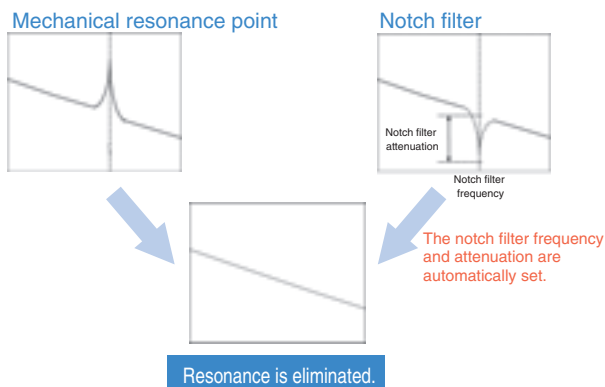 Mechanical resonance point
Notch filter
Notch filter
attenuation
Notch filter
frequency
The notch filter frequency
and attenuation are
automatically set.
Resonance is eliminated.